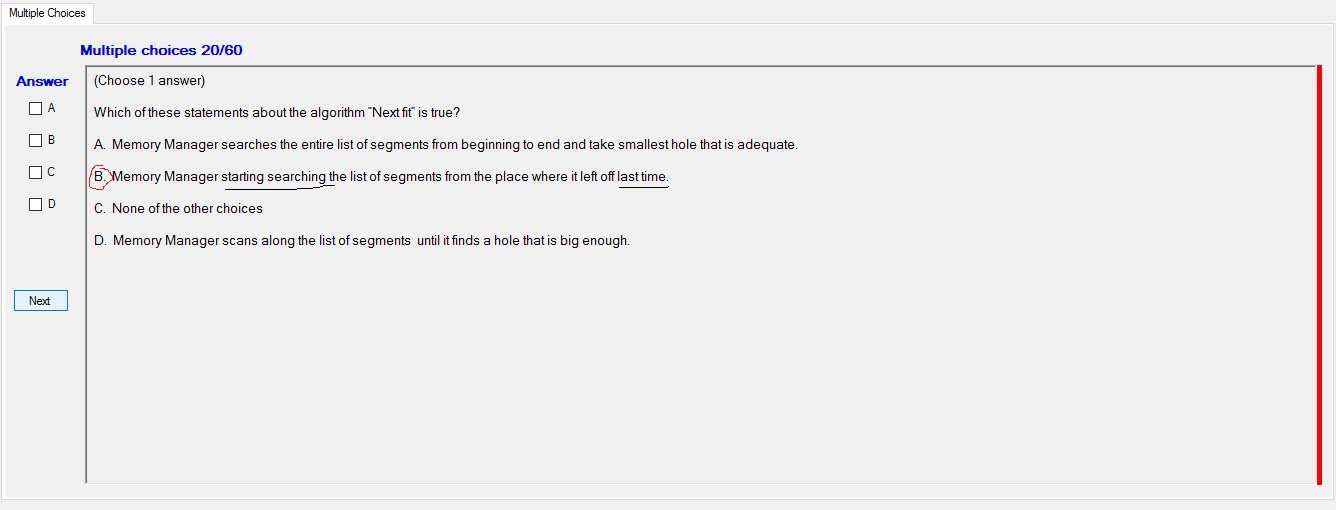 Multiple Choices
Multiple choices 20/60
Answer
(Choose 1 answer)
A
Which of these statements about the algorithm "Next fit" is true?
B
A. Memory Manager searches the entire list of segments from beginning to end and take smallest hole that is adequate.
C
B. Memory Manager starting searching the list of segments from the place where it left off last time.
D
C. None of the other choices
D. Memory Manager scans along the list of segments until it finds a hole that is big enough.
Next